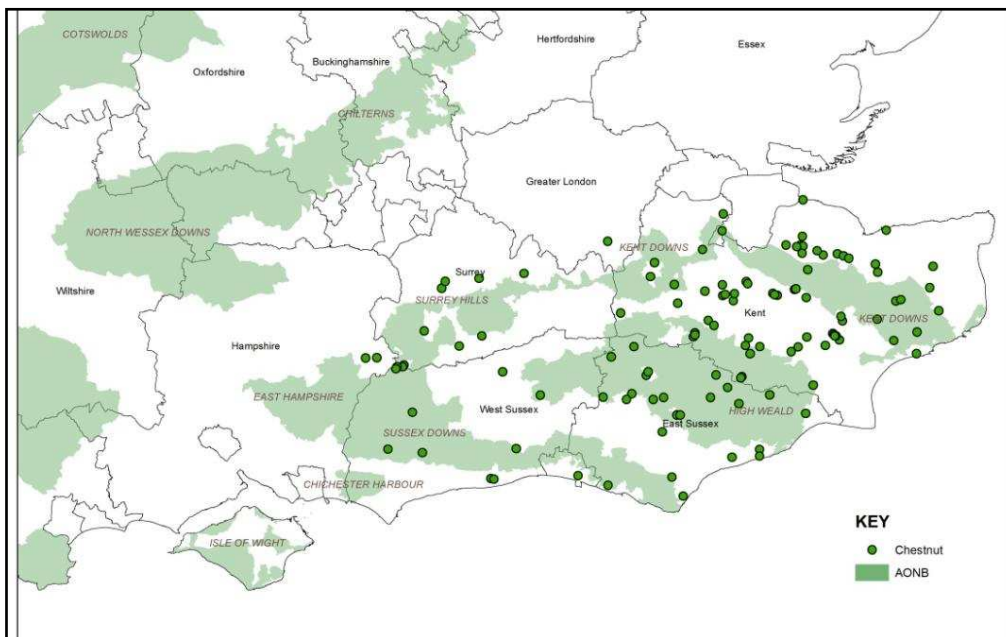 COTSWOLDS
Hertfordshire
Essex
Buckinghamshire
Oxfordshire
CHILTERNS
Greater London
NORTH WESSEX DOWNS
KENT DOWNS
Surrey
Wiltshire
SURREY HILLS
Kent
KENT DOWNS
Hampshire
EAST HAMPSHIRE
West Sussex
HIGH WEALD
East Sussex
SUSSEX DOWNS
CHICHESTER HARBOUR
ISLE OF WIGHT
KEY
Chestnut
AONB